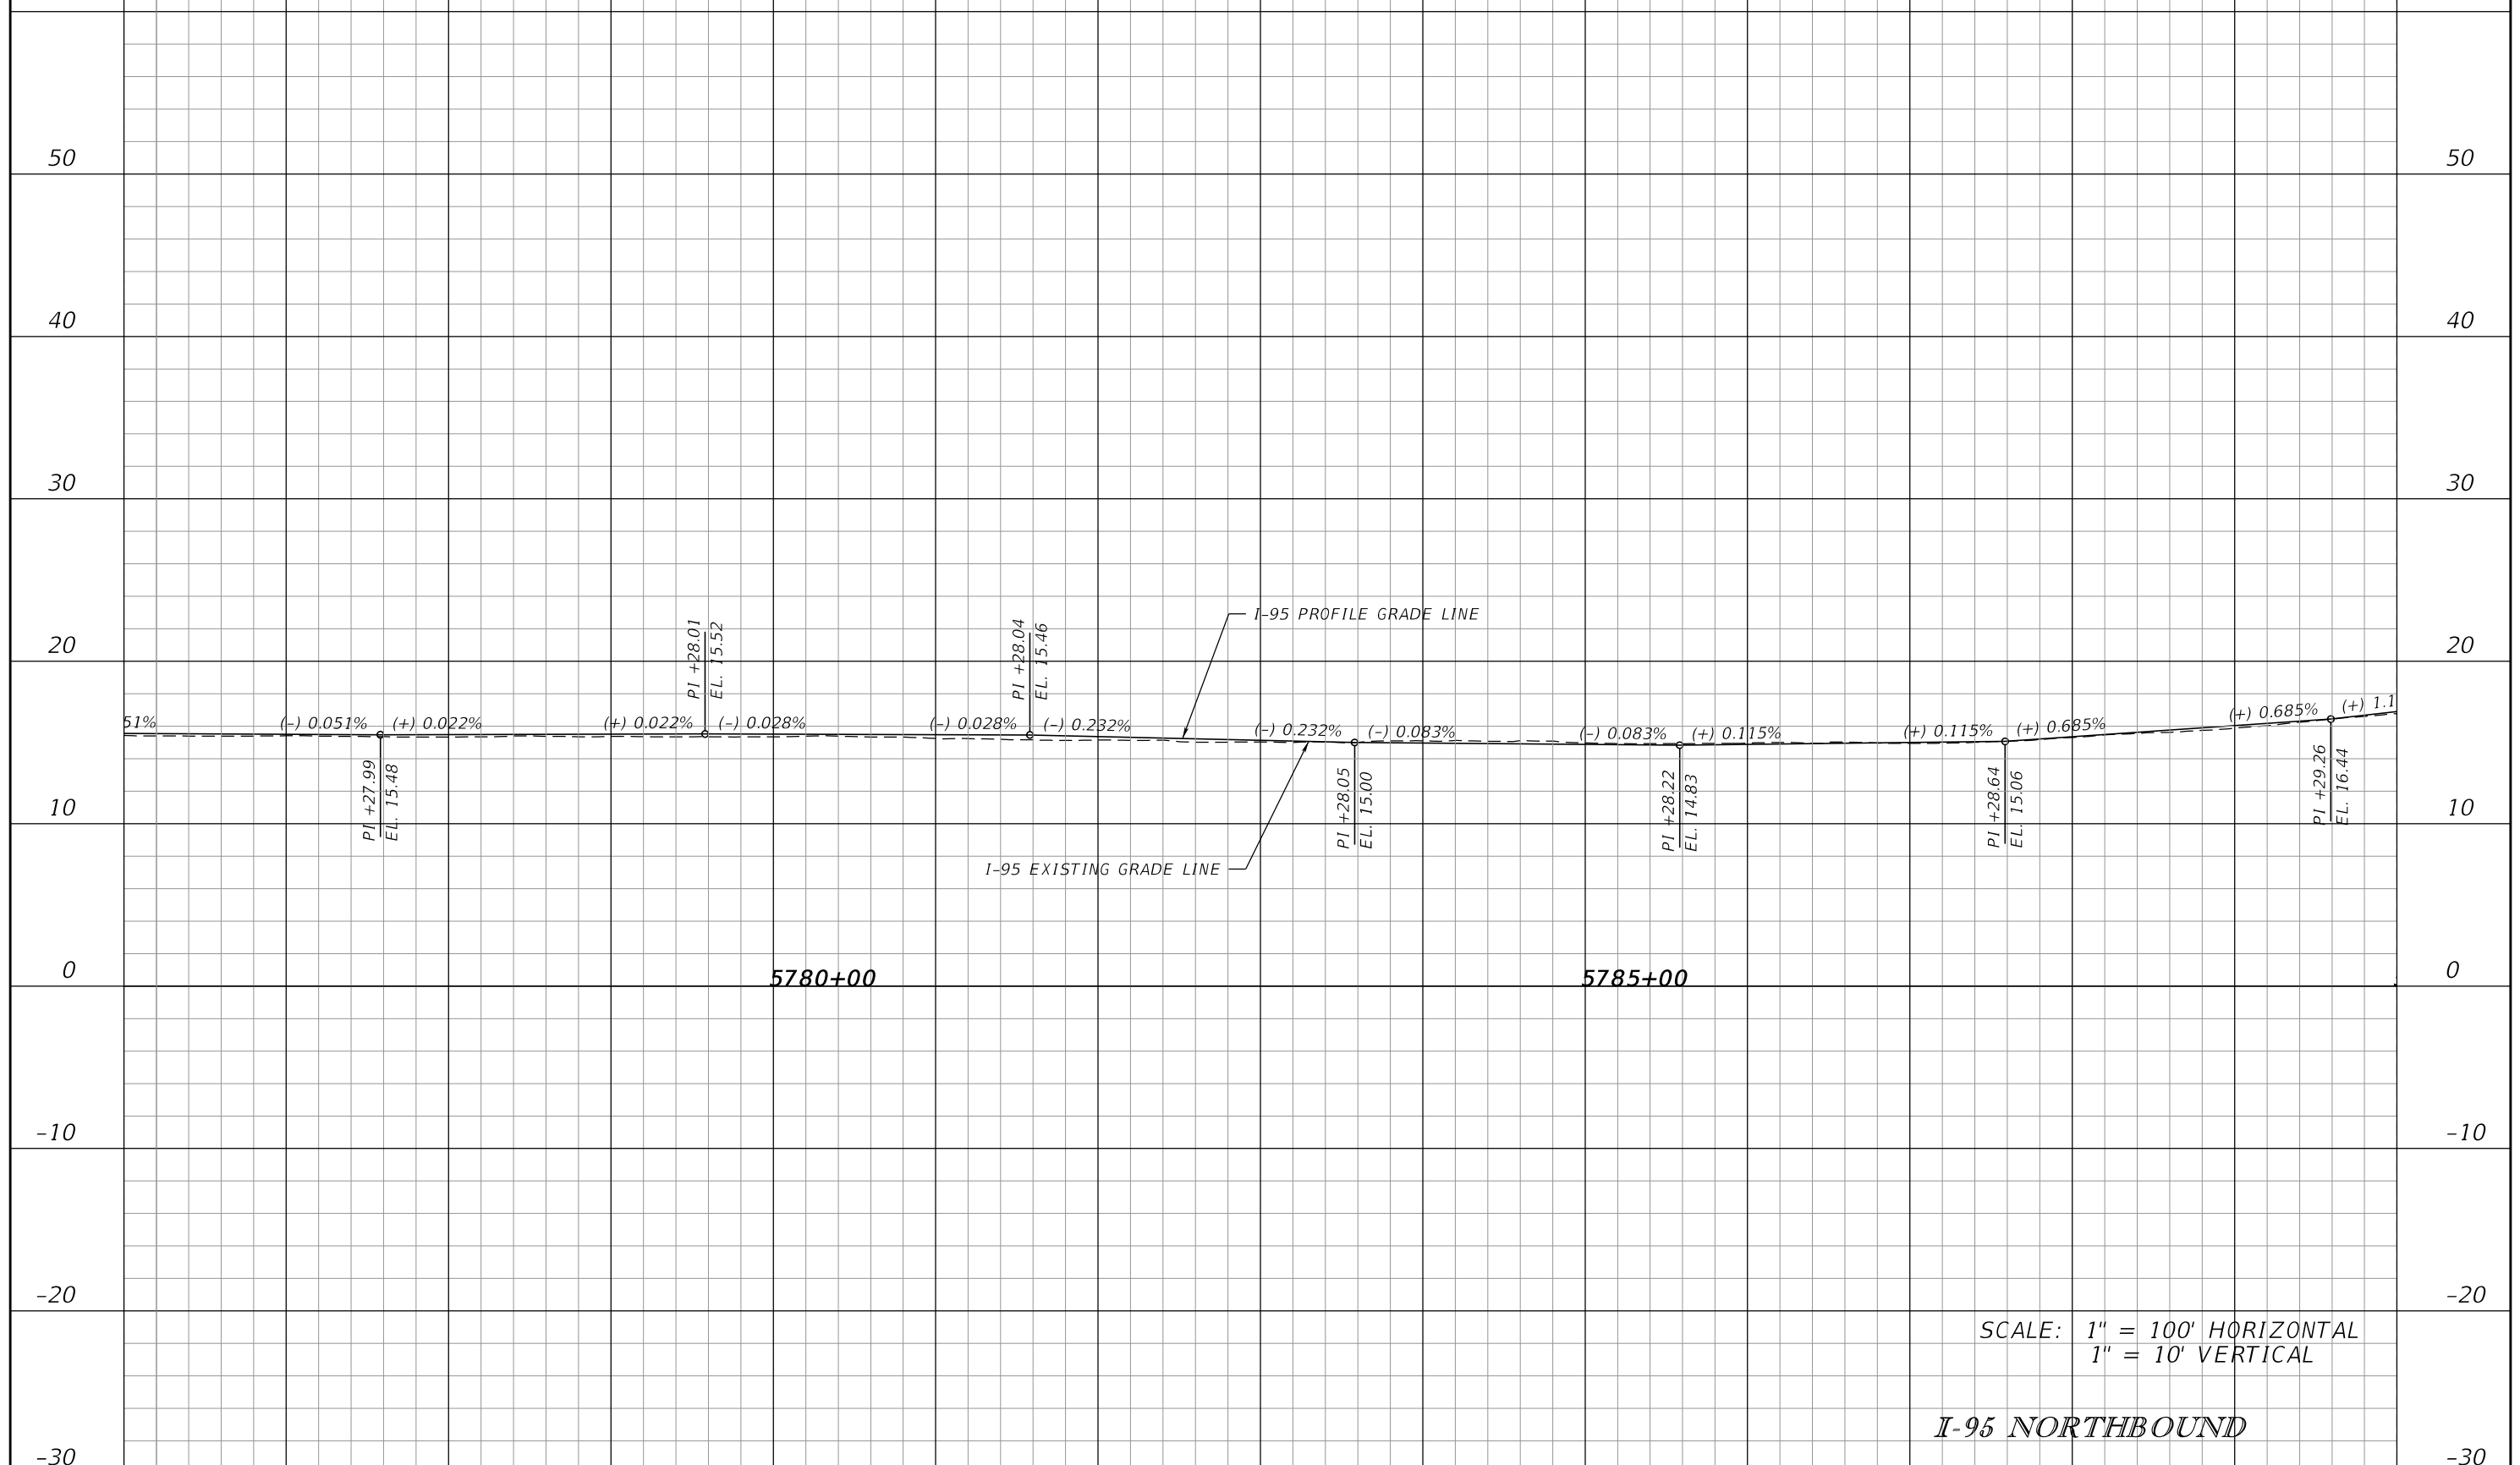 50
50
40
40
30
30
20
20
PI +28.01
EL. 15.52
PI +28.04
EL. 15.46
I-95 PROFILE GRADE LINE
51%
(-) 0.051%
(+) 0.022%
(+) 0.022%
(-) 0.028%
(-) 0.028%
(-) 0.232%
(-) 0.232%
(-) 0.083%
(-) 0.083%
(+) 0.115%
(+) 0.115%
(+) 0.685%
(+) 0.685%
(+) 1.1
PI +27.99
EL. 15.48
PI +28.05
EL. 15.00
PI +28.22
EL. 14.83
PI +28.64
EL. 15.06
PI +29.26
EL. 16.44
10
10
I-95 EXISTING GRADE LINE
0
5780+00
5785+00
0
-10
-10
-20
-20
SCALE: 1" = 100' HORIZONTAL
1" = 10' VERTICAL
I-95 NORTHBOUND
-30
-30